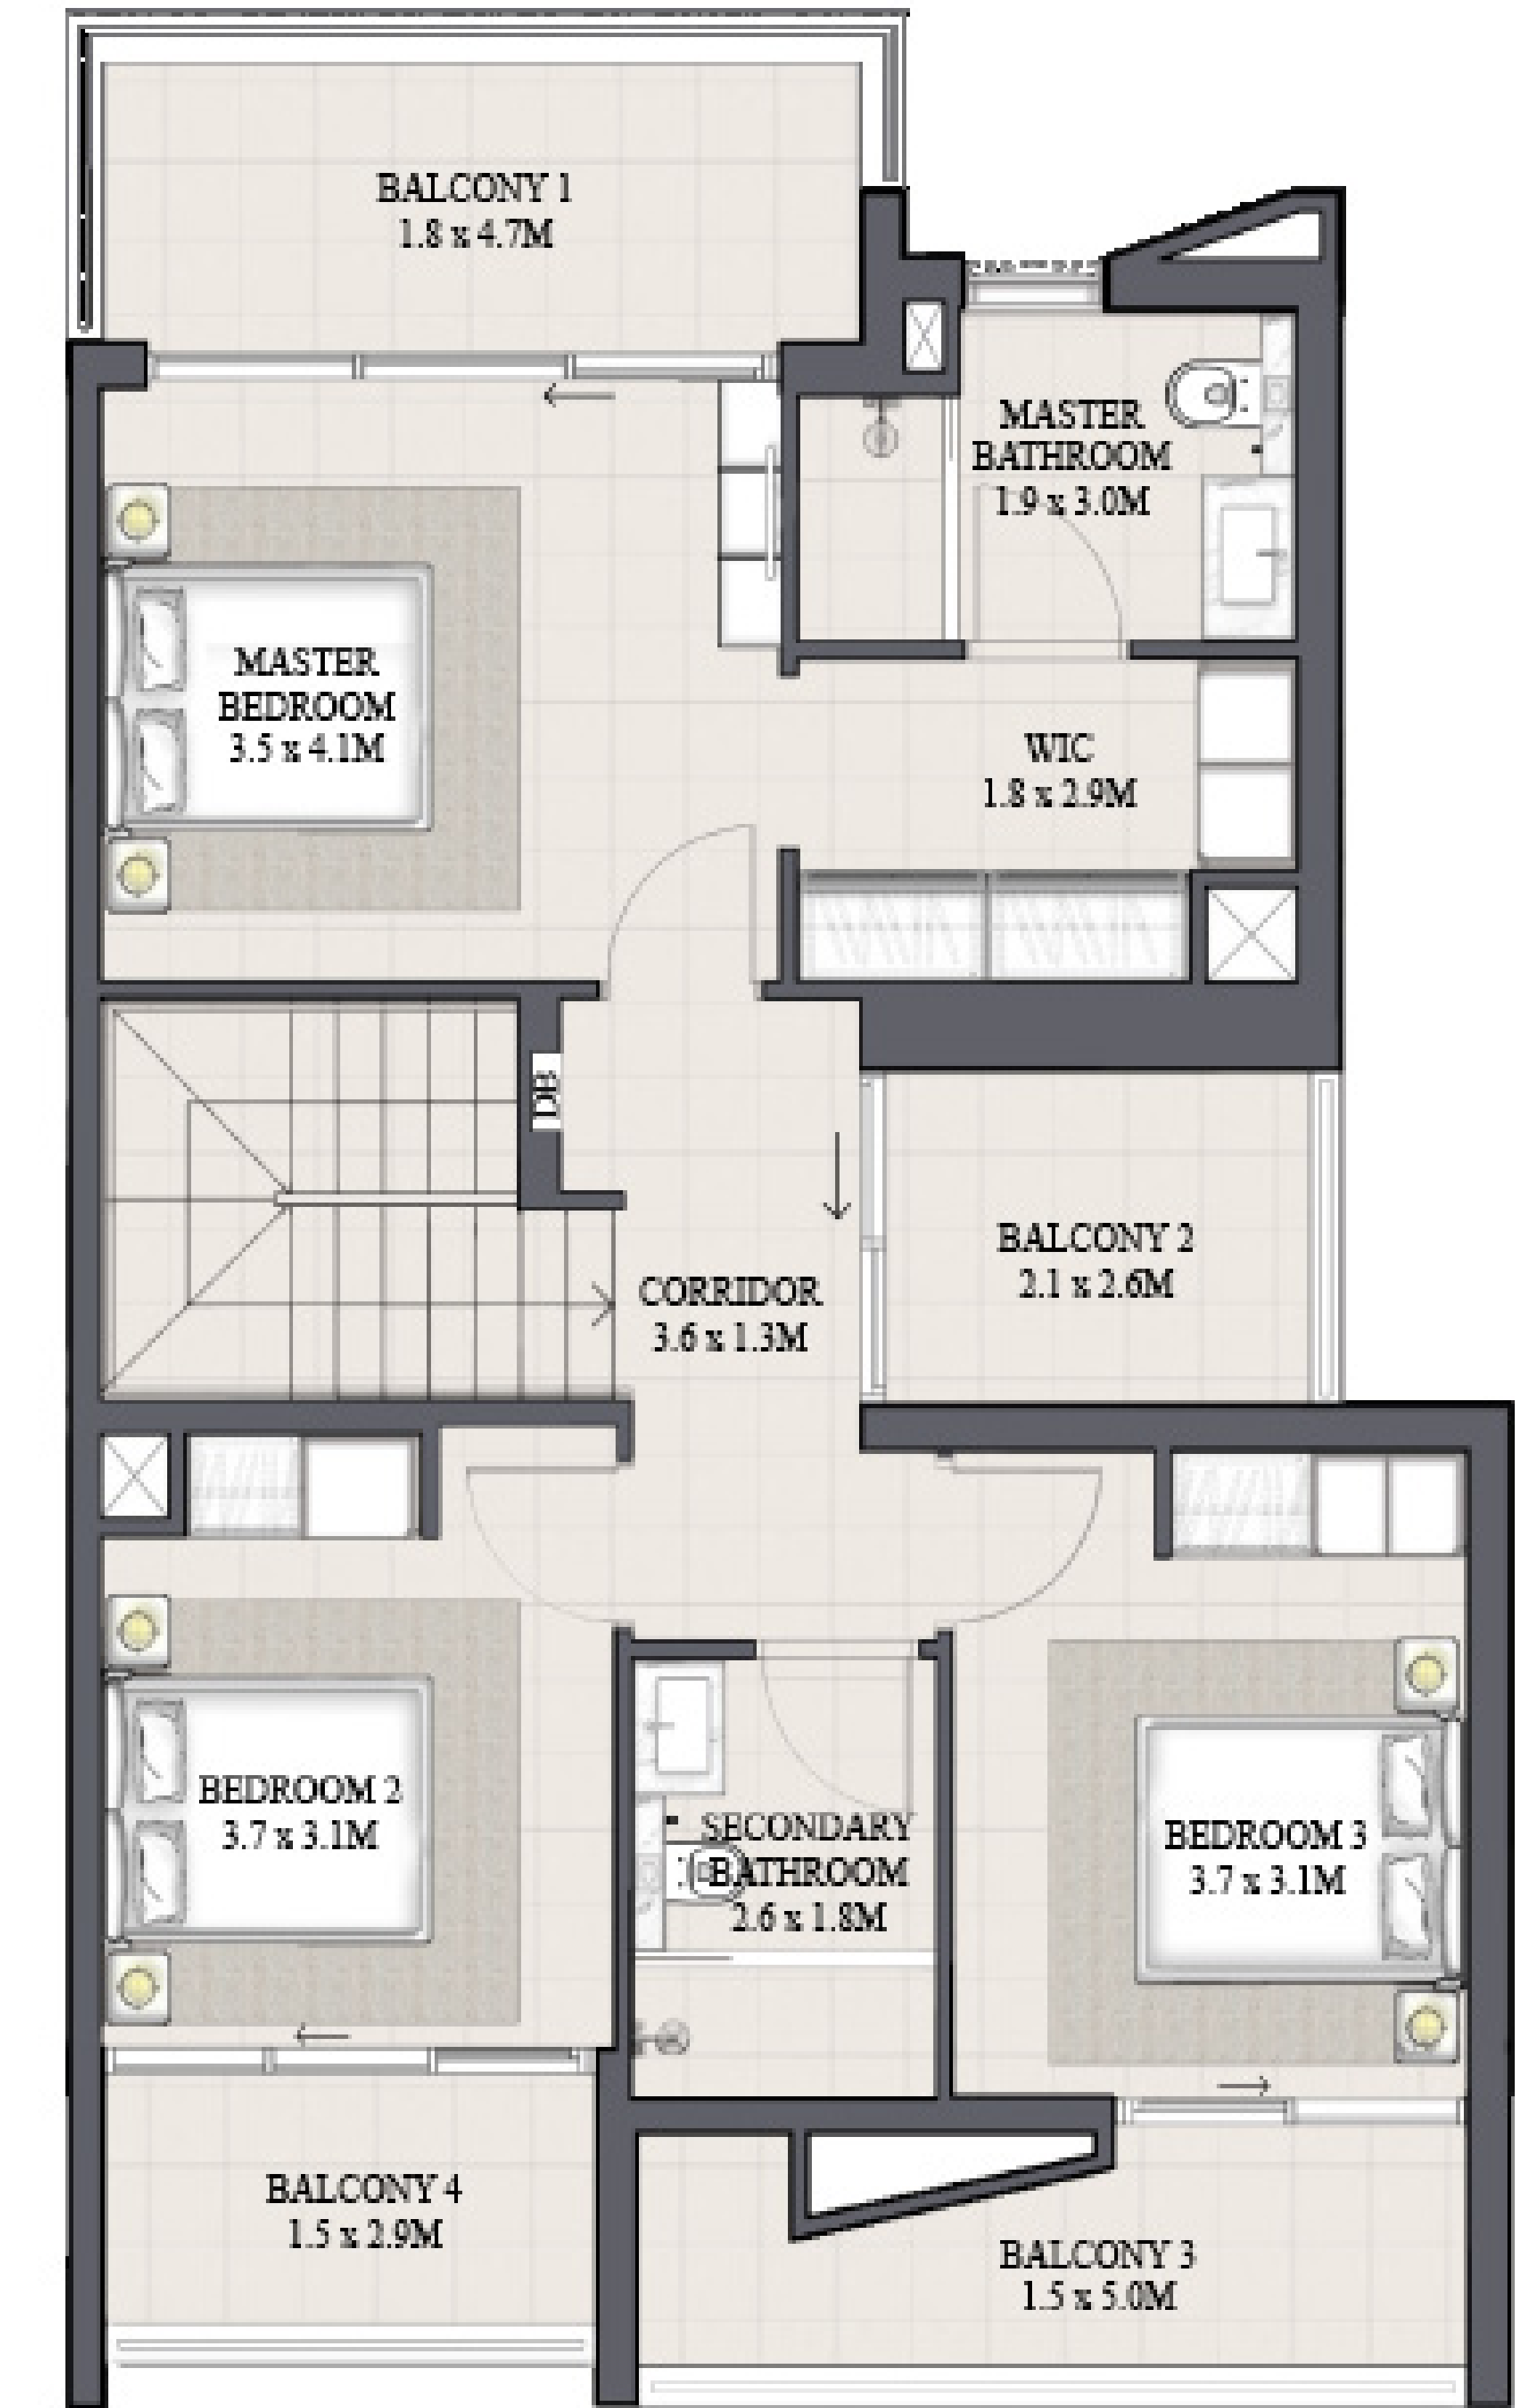 BALCONY 1
1.8 x 4.7M
MASTER
BATHROOM
1.9 x 3.0M
MASTER
BEDROOM
3.5 x 4.1M
WIC
1.8 x 2.9M
DB
BALCONY 2
2.1 x 2.6M
CORRIDOR
3.6 x 1.3M
BEDROOM 2
3.7 x 3.1M
SECONDARY
BATHROOM
2.6 x 1.8M
BEDROOM 3
3.7 x 3.1M
BALCONY 4
1.5 x 2.9M
BALCONY 3
1.5 x 5.0M